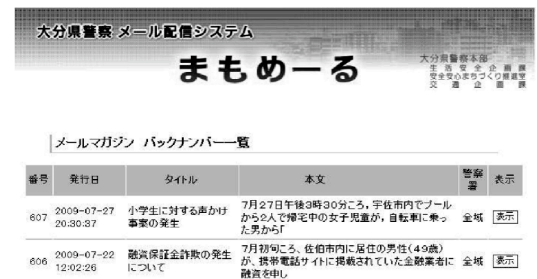 大分県警察 メール配信システム
まもめーる
大分県警察本部
生活安全企画課
安全安心まちづくり推進室
交通企画課
メールマガジン バックナンバー一覧
番号 発行日 タイトル 本文 警察署 表示
607 2009-07-27 20:30:37 小学生に対する声かけ事案の発生 7月27日午後3時30分ころ，宇佐市内でプールから2人で帰宅中の女子児童が，自転車に乗った男から「 全域 表示
606 2009-07-22 12:02:26 融資保証金詐欺の発生について 7月初旬ころ、佐伯市内に居住の男性(49歳)が、携帯電話サイトに掲載されていた金融業者に融資を申し 全域 表示